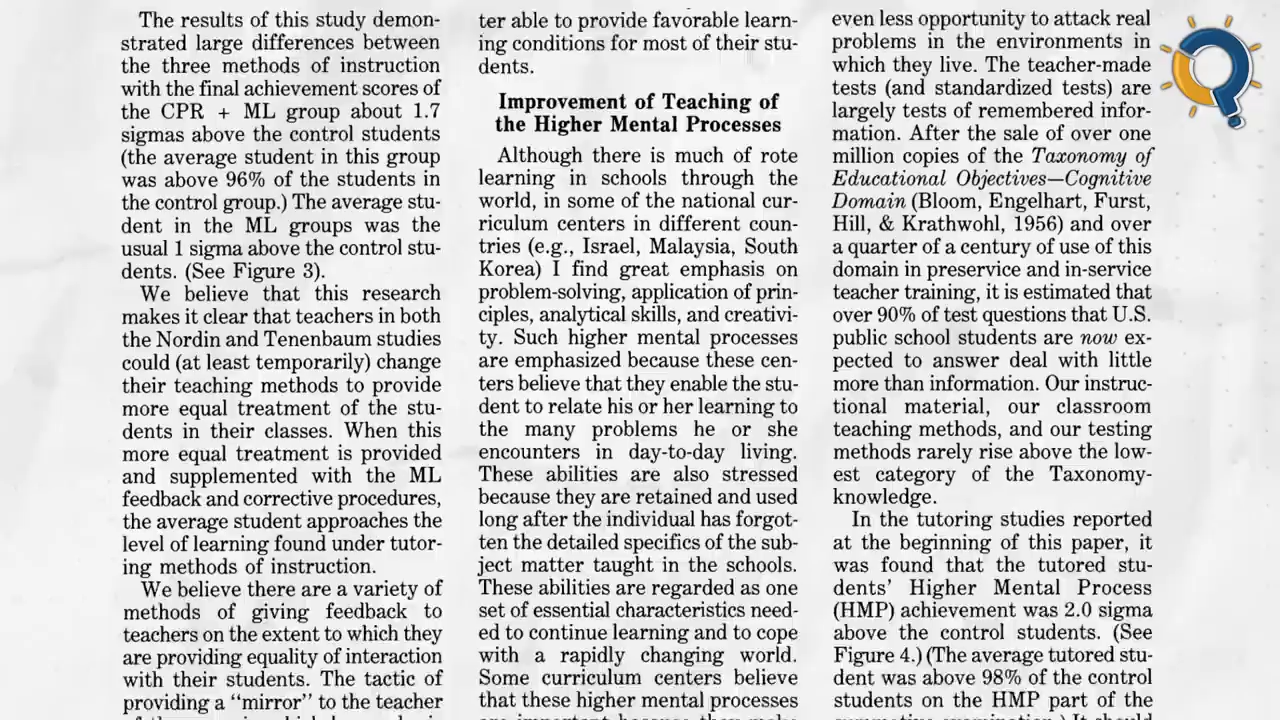 The results of this study demon-
strated large differences between
the three methods of instruction
with the final achievement scores of
the CPR + ML group about 1.7
sigmas above the control students
(the average student in this group
was above 96% of the students in
the control group.) The average stu-
dent in the ML groups was the
usual 1 sigma above the control stu-
dents. (See Figure 3).
We believe that this research
makes it clear that teachers in both
the Nordin and Tenenbaum studies
could (at least temporarily) change
their teaching methods to provide
more equal treatment of the stu-
dents in their classes. When this
more equal treatment is provided
and supplemented with the ML
feedback and corrective procedures,
the average student approaches the
level of learning found under tutor-
ing methods of instruction.
We believe there are a variety of
methods of giving feedback to
teachers on the extent to which they
are providing equality of interaction
with their students. The tactic of
providing a “mirror” to the teacher
ter able to provide favorable learn-
ing conditions for most of their stu-
dents.
Improvement of Teaching of
the Higher Mental Processes
Although there is much of rote
learning in schools through the
world, in some of the national cur-
riculum centers in different coun-
tries (e.g., Israel, Malaysia, South
Korea) I find great emphasis on
problem-solving, application of prin-
ciples, analytical skills, and creativi-
ty. Such higher mental processes
are emphasized because these cen-
ters believe that they enable the stu-
dent to relate his or her learning to
the many problems he or she
encounters in day-to-day living.
These abilities are also stressed
because they are retained and used
long after the individual has forgot-
ten the detailed specifics of the sub-
ject matter taught in the schools.
These abilities are regarded as one
set of essential characteristics need-
ed to continue learning and to cope
with a rapidly changing world.
Some curriculum centers believe
that these higher mental processes
even less opportunity to attack real
problems in the environments in
which they live. The teacher-made
tests (and standardized tests) are
largely tests of remembered infor-
mation. After the sale of over one
million copies of the Taxonomy of
Educational Objectives—Cognitive
Domain (Bloom, Engelhart, Furst,
Hill, & Krathwohl, 1956) and over
a quarter of a century of use of this
domain in preservice and in-service
teacher training, it is estimated that
over 90% of test questions that U.S.
public school students are now ex-
pected to answer deal with little
more than information. Our instruc-
tional material, our classroom
teaching methods, and our testing
methods rarely rise above the low-
est category of the Taxonomy-
knowledge.
In the tutoring studies reported
at the beginning of this paper, it
was found that the tutored stu-
dents’ Higher Mental Process
(HMP) achievement was 2.0 sigma
above the control students. (See
Figure 4.) (The average tutored stu-
dent was above 98% of the control
students on the HMP part of the